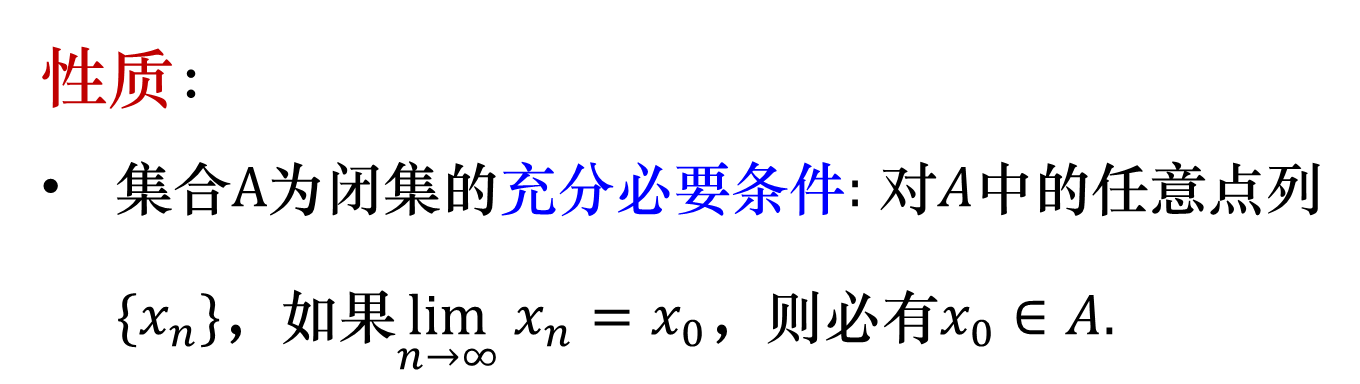 性质：
• 集合A为闭集的充分必要条件: 对A中的任意点列
{xₙ}，如果 lim n→∞ xₙ = x₀，则必有x₀ ∈ A.